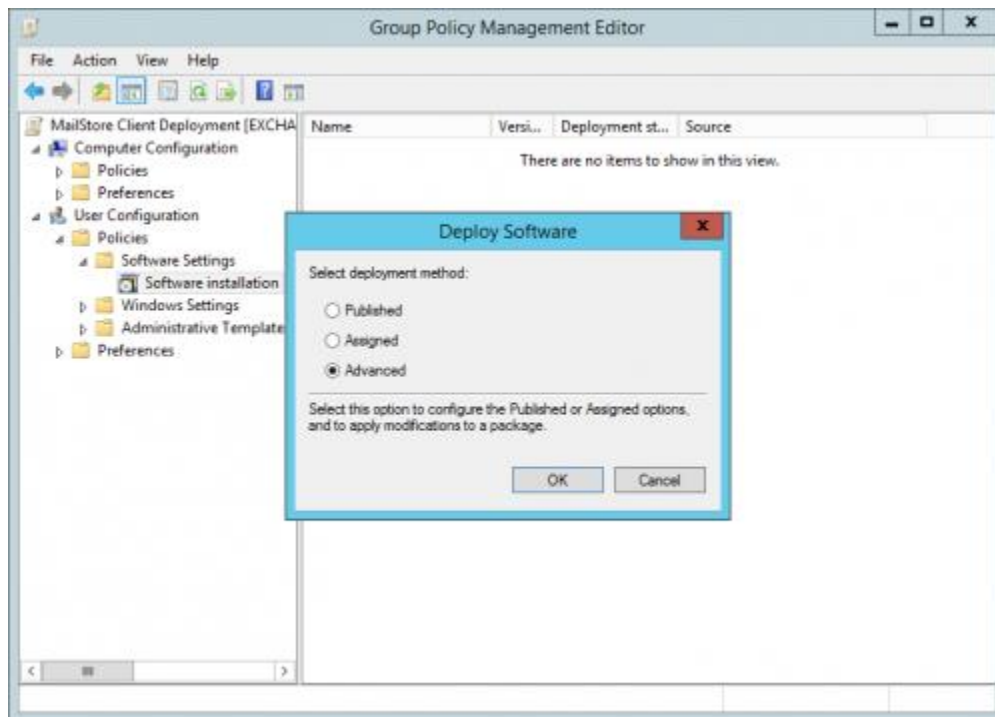 Group Policy Management Editor
File Action View Help
MailStore Client Deployment [EXCHA
Computer Configuration
Policies
Preferences
User Configuration
Policies
Software Settings
Software installation
Windows Settings
Administrative Template
Preferences
Name Versi... Deployment st... Source
There are no items to show in this view.
Deploy Software
Select deployment method:
Published
Assigned
Advanced
Select this option to configure the Published or Assigned options,
and to apply modifications to a package.
OK Cancel